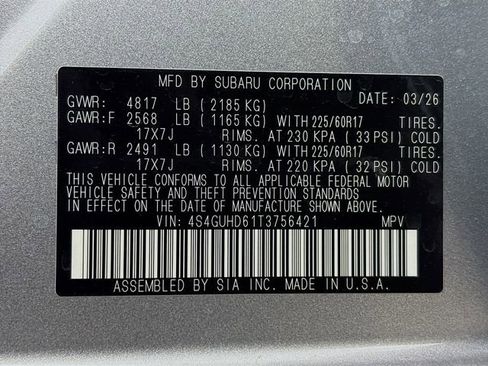 MFD BY SUBARU CORPORATION
GVWR: 4817 LB ( 2185 KG) DATE: 03/26
GAWR:F 2568 LB ( 1165 KG) WITH 225/60R17 TIRES.
17X7J RIMS. AT 230 KPA ( 33 PSI) COLD
GAWR:R 2491 LB ( 1130 KG) WITH 225/60R17 TIRES.
17X7J RIMS. AT 220 KPA ( 32 PSI) COLD
THIS VEHICLE CONFORMS TO ALL APPLICABLE FEDERAL MOTOR
VEHICLE SAFETY AND THEFT PREVENTION STANDARDS
IN EFFECT ON THE DATE OF MANUFACTURE SHOWN ABOVE.
VIN: 4S4GUHD61T3756421 MPV
ASSEMBLED BY SIA INC. MADE IN U.S.A.